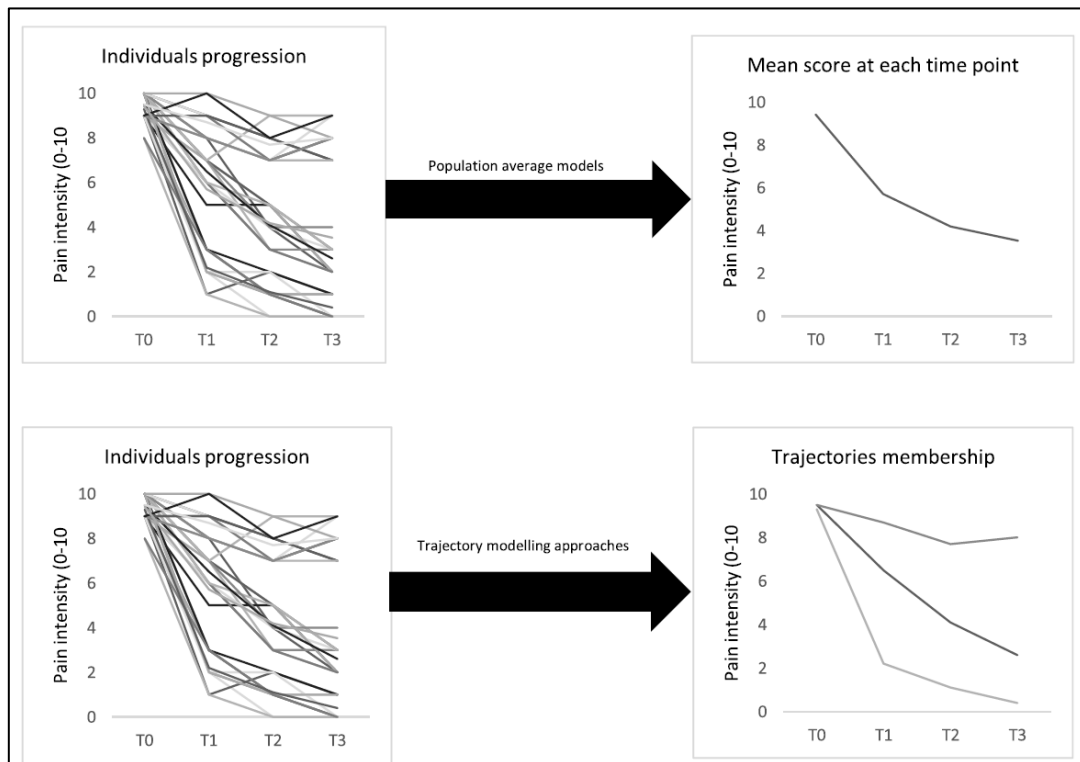 Individuals progression
Pain intensity (0-10
10
8
6
4
2
0
T0 T1 T2 T3
Population average models
Mean score at each time point
Pain intensity (0-10
10
8
6
4
2
0
T0 T1 T2 T3
Individuals progression
Pain intensity (0-10
10
8
6
4
2
0
T0 T1 T2 T3
Trajectory modelling approaches
Trajectories membership
Pain intensity (0-10
10
8
6
4
2
0
T0 T1 T2 T3